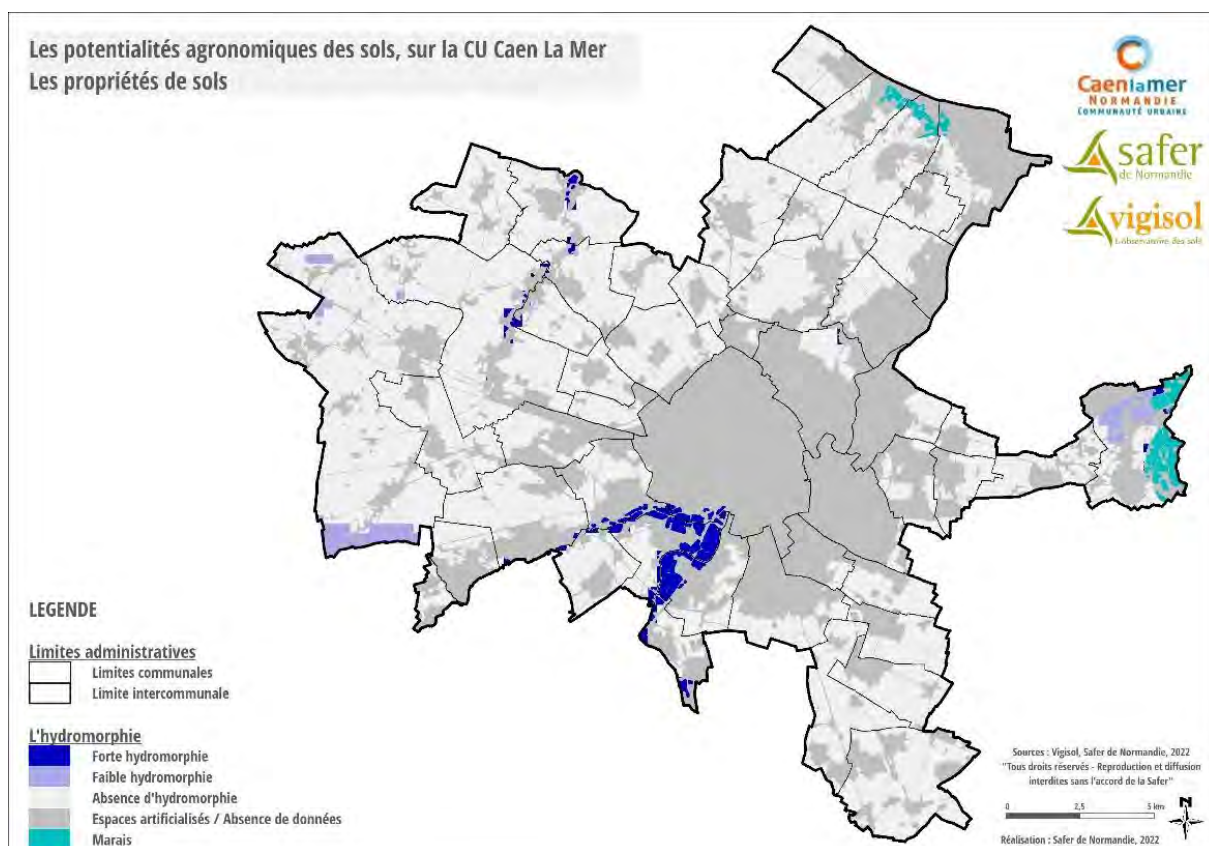 Les potentialités agronomiques des sols, sur la CU Caen La Mer
Les propriétés de sols
Caenlamer
NORMANDIE
COMMUNAUTÉ URBAINE
safer
de Normandie
vigisol
L'observatoire des sols
LEGENDE
Limites administratives
Limites communales
Limite intercommunale
L'hydromorphie
Forte hydromorphie
Faible hydromorphie
Absence d'hydromorphie
Espaces artificialisés / Absence de données
Marais
Sources : Vigisol, Safer de Normandie, 2022
"Tous droits réservés - Reproduction et diffusion
interdites sans l'accord de la Safer"
0 2,5 5 km
N
Réalisation : Safer de Normandie, 2022